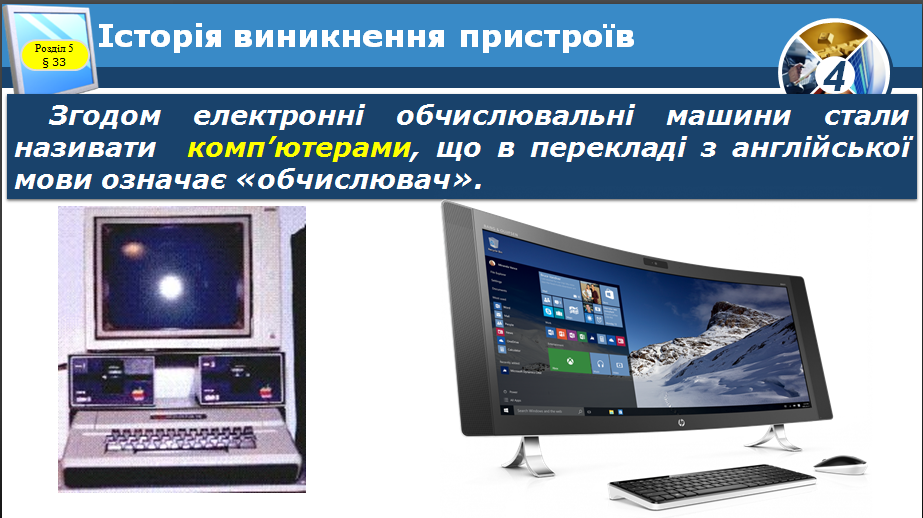 Розділ 5
§ 33
Історія виникнення пристроїв
4
Згодом електронні обчислювальні машини стали
називати комп’ютерами, що в перекладі з англійської
мови означає «обчислювач».
hp